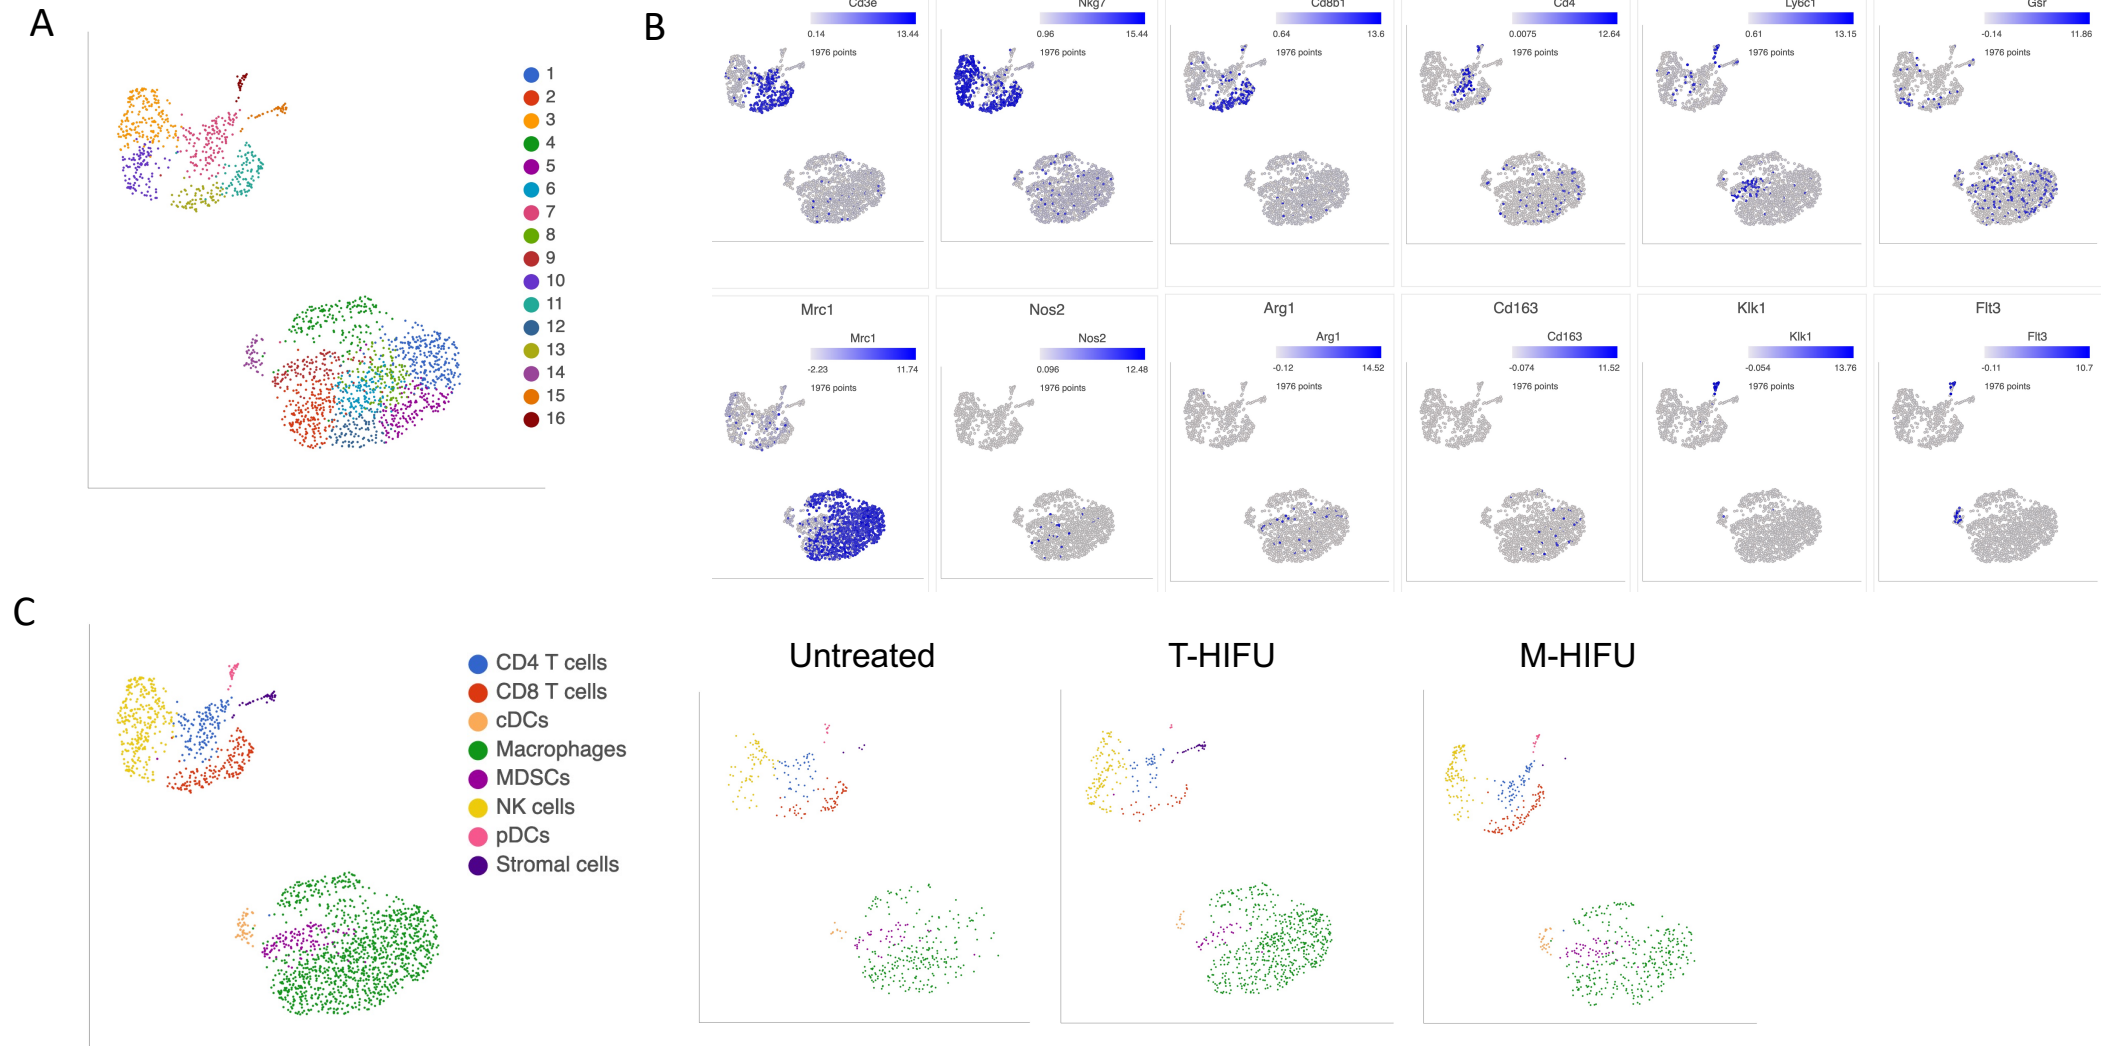 A
1
2
3
4
5
6
7
8
9
10
11
12
13
14
15
16
B
Cd3e
0.14 13.44
1976 points
Nkg7
0.96 15.44
1976 points
Cd8b1
0.64 13.6
1976 points
Cd4
0.0075 12.64
1976 points
Ly6c1
0.61 13.15
1976 points
Gsr
-0.14 11.86
1976 points
Mrc1
Mrc1
-2.23 11.74
1976 points
Nos2
Nos2
0.096 12.48
1976 points
Arg1
Arg1
-0.12 14.52
1976 points
Cd163
Cd163
-0.074 11.52
1976 points
Klk1
Klk1
-0.054 13.76
1976 points
Flt3
Flt3
-0.11 10.7
1976 points
C
CD4 T cells
CD8 T cells
cDCs
Macrophages
MDSCs
NK cells
pDCs
Stromal cells
Untreated
T-HIFU
M-HIFU